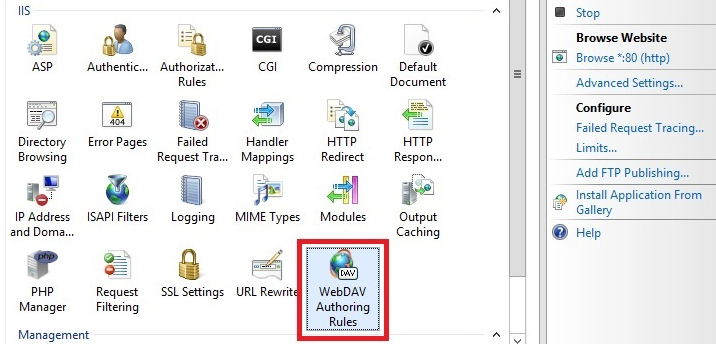 IIS
ASP
Authentic...
Authorizat...
Rules
CGI
Compression
Default
Document
Directory
Browsing
Error Pages
404
Failed
Request Tra...
Handler
Mappings
HTTP
Redirect
HTTP
Respon...
IP Address
and Doma...
ISAPI Filters
Logging
MIME Types
Modules
Output
Caching
php
PHP
Manager
Request
Filtering
SSL Settings
URL Rewrite
DAV
WebDAV
Authoring
Rules
Management
Stop
Browse Website
Browse *:80 (http)
Advanced Settings...
Configure
Failed Request Tracing...
Limits...
Add FTP Publishing...
Install Application From
Gallery
Help